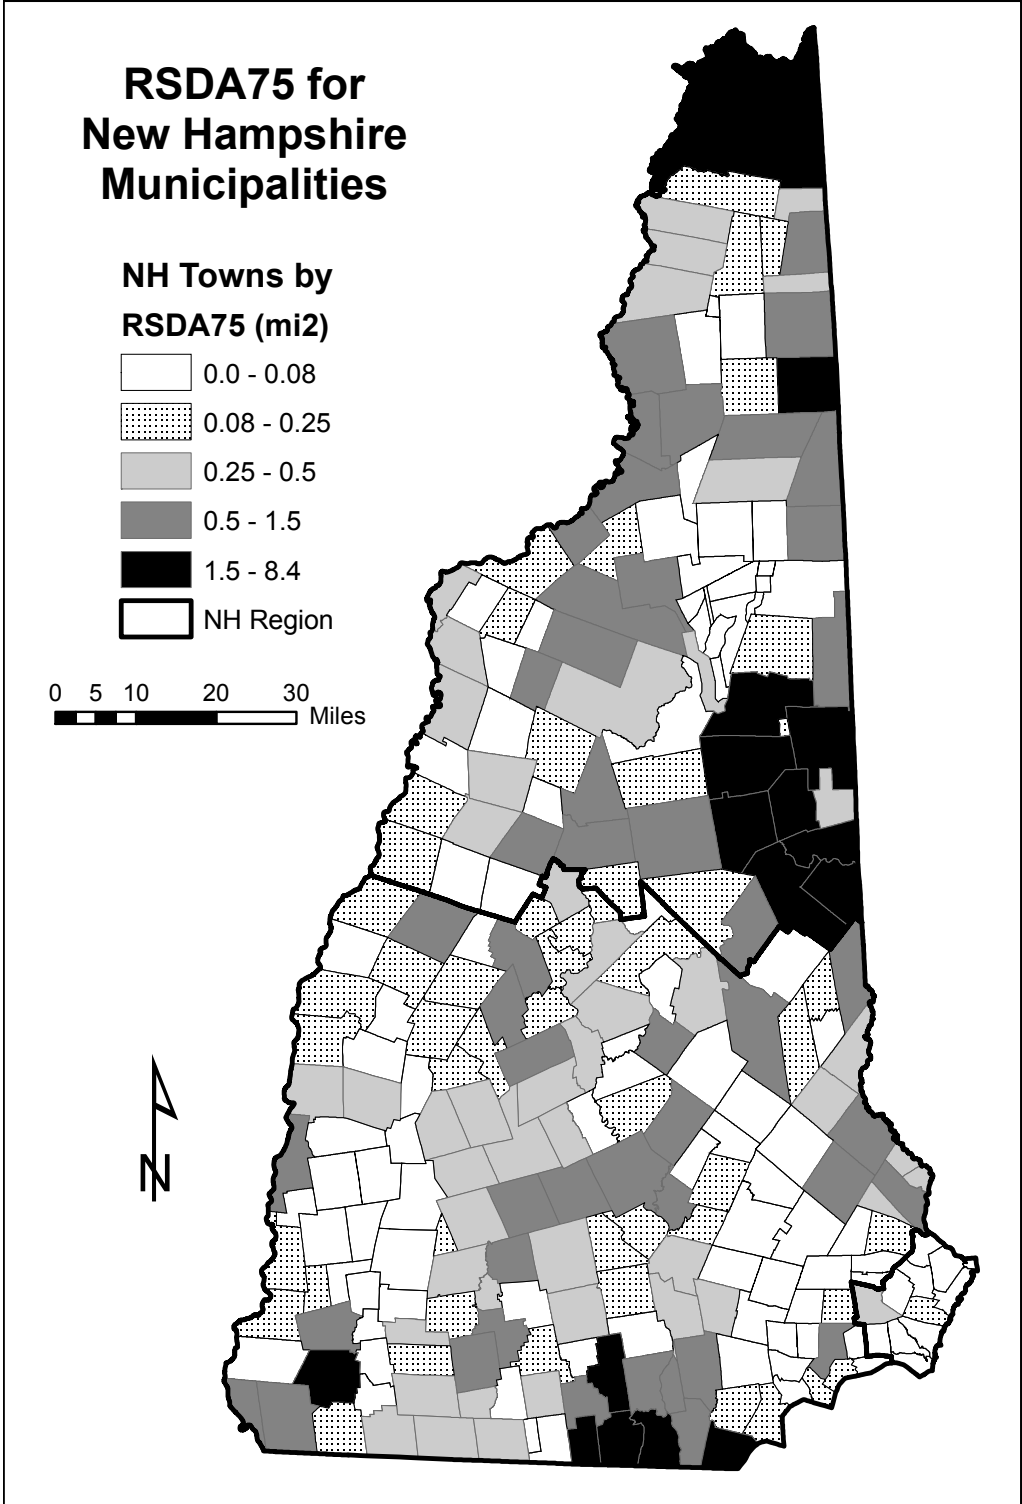 RSDA75 for
New Hampshire
Municipalities
NH Towns by
RSDA75 (mi2)
0.0 - 0.08
0.08 - 0.25
0.25 - 0.5
0.5 - 1.5
1.5 - 8.4
NH Region
0 5 10 20 30
Miles
N